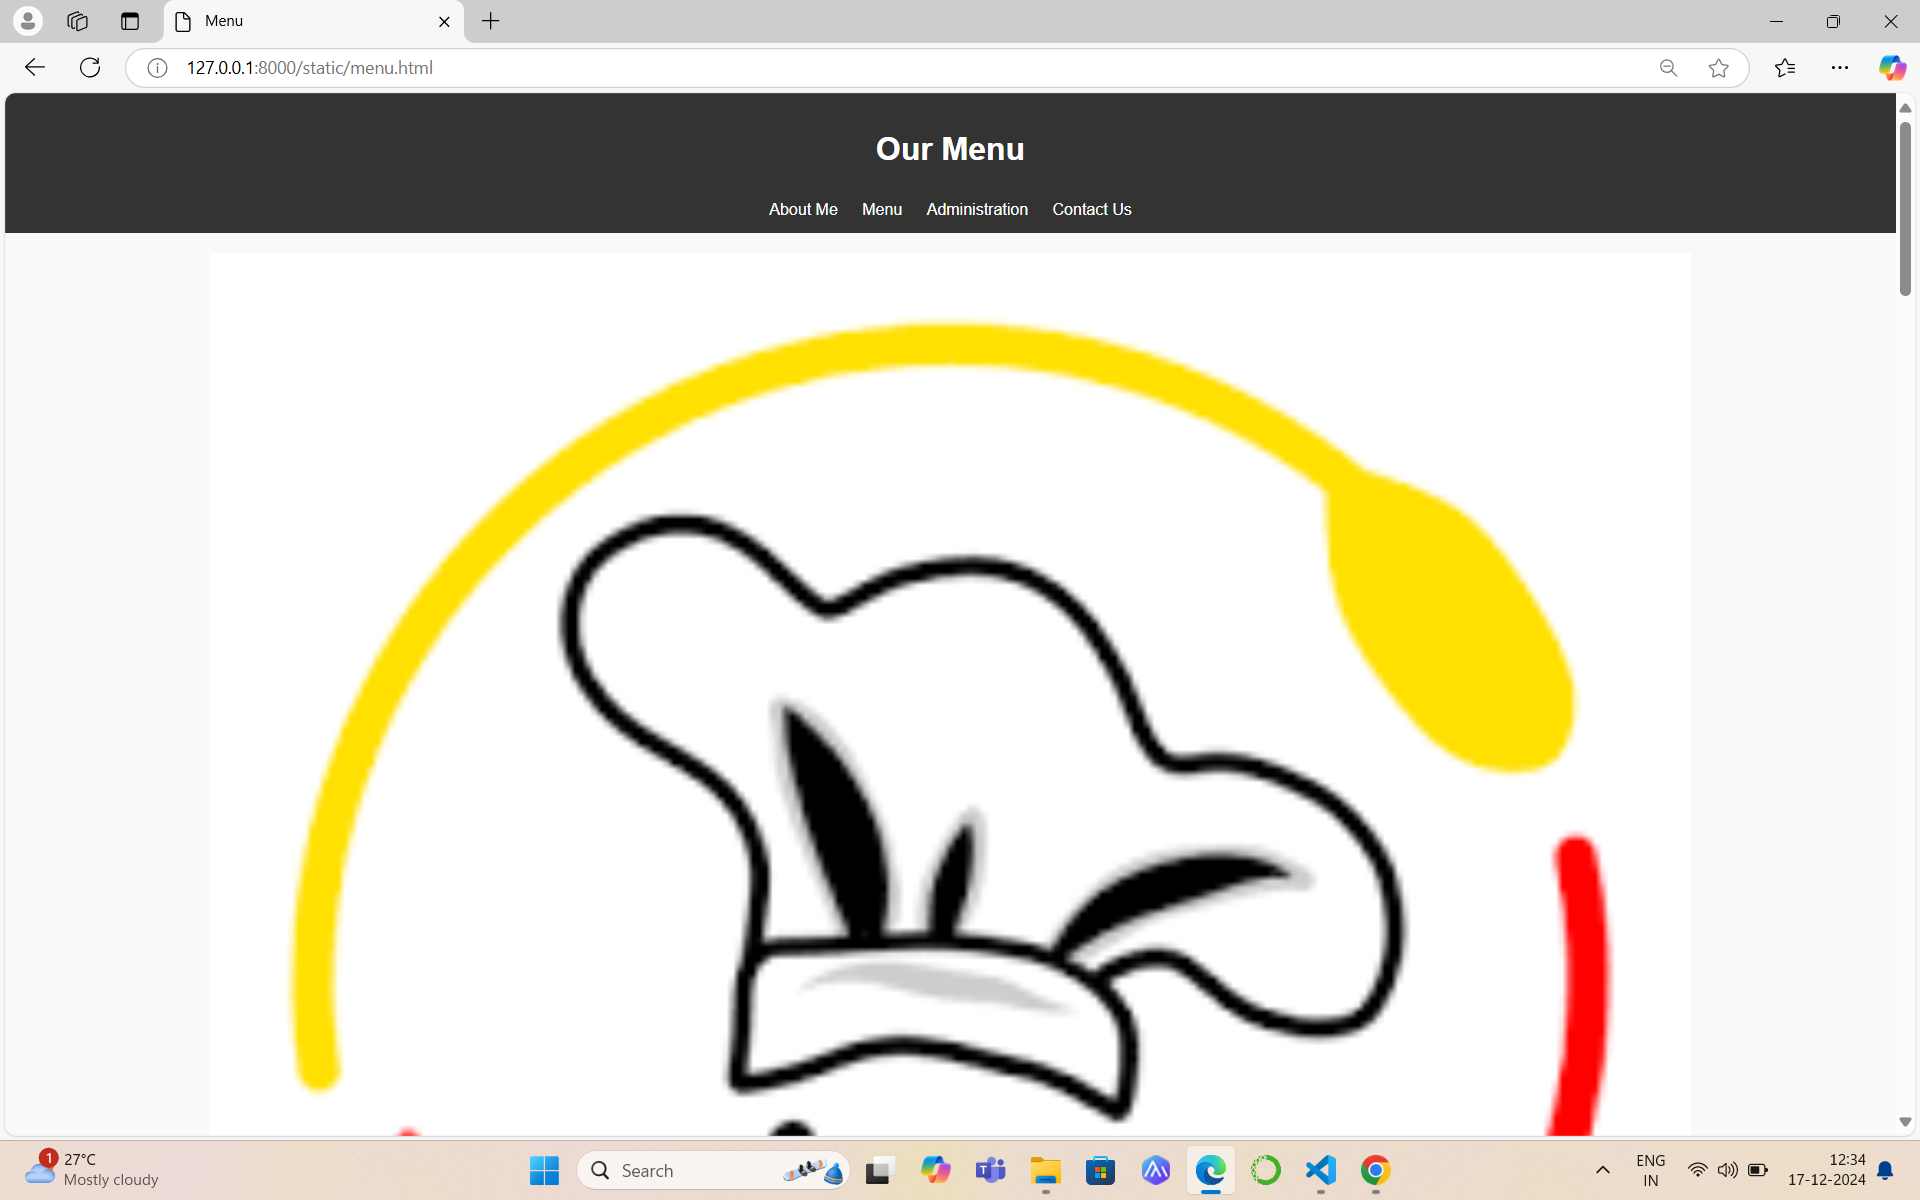 Menu
127.0.0.1:8000/static/menu.html
Our Menu
About Me Menu Administration Contact Us
1
27°C
Mostly cloudy
Search
ENG
IN
12:34
17-12-2024